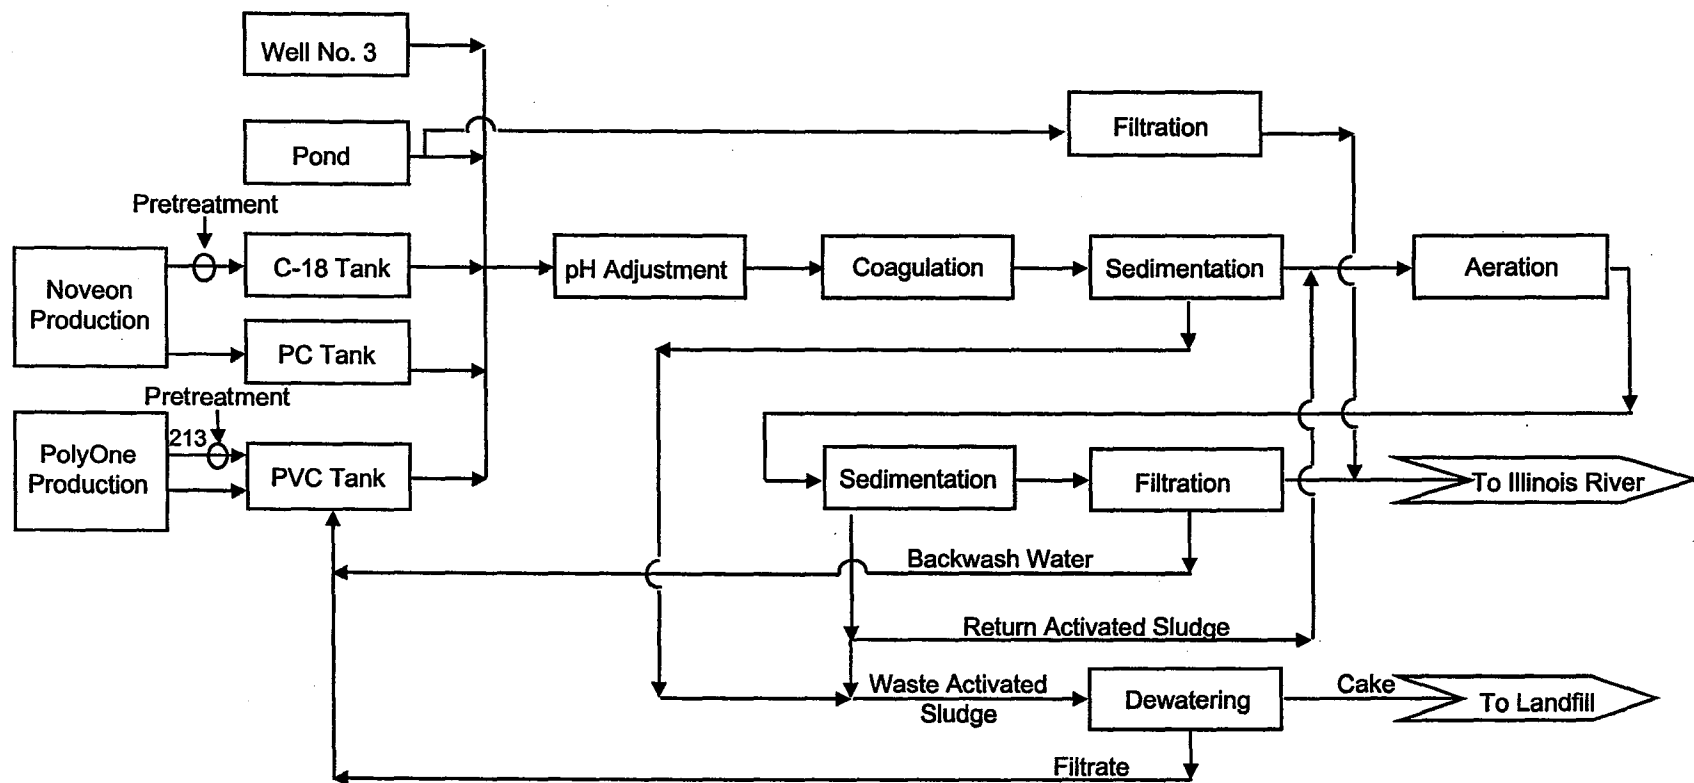 Well No. 3
Filtration
Pond
Pretreatment
Noveon
Production
C-18 Tank
pH Adjustment
Coagulation
Sedimentation
Aeration
PC Tank
Pretreatment
PolyOne
Production
213
PVC Tank
Sedimentation
Filtration
To Illinois River
Backwash Water
Return Activated Sludge
Waste Activated
Sludge
Dewatering
Cake
To Landfill
Filtrate